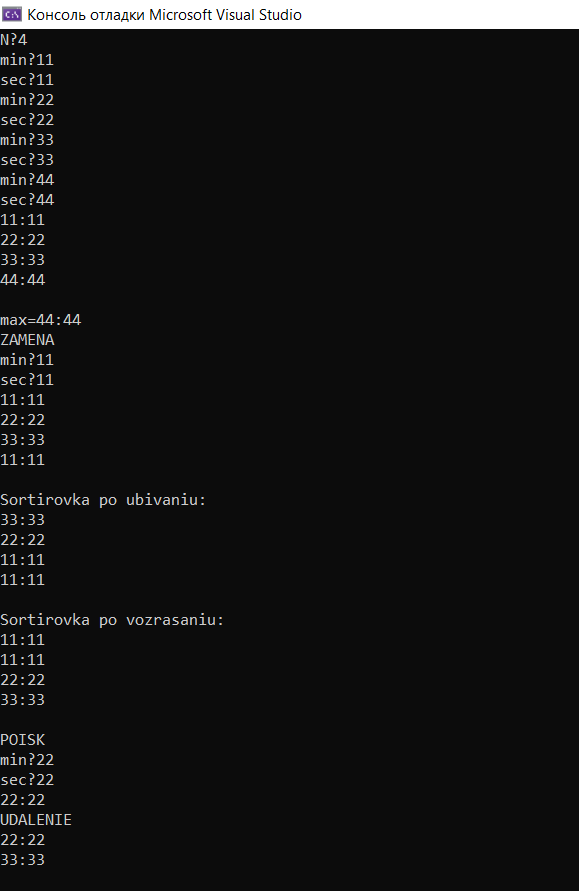 Консоль отладки Microsoft Visual Studio
N?4
min?11
sec?11
min?22
sec?22
min?33
sec?33
min?44
sec?44
11:11
22:22
33:33
44:44
max=44:44
ZAMENA
min?11
sec?11
11:11
22:22
33:33
11:11
Sortirovka po ubivaniu:
33:33
22:22
11:11
11:11
Sortirovka po vozrasaniu:
11:11
11:11
22:22
33:33
POISK
min?22
sec?22
22:22
UDALENIE
22:22
33:33